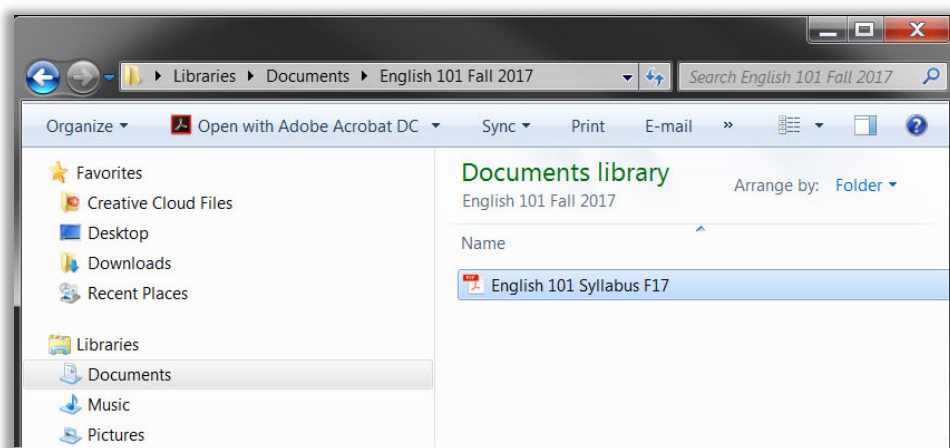 Libraries Documents English 101 Fall 2017 Search English 101 Fall 2017
Organize Open with Adobe Acrobat DC Sync Print E-mail »
Favorites
Creative Cloud Files
Desktop
Downloads
Recent Places
Libraries
Documents
Music
Pictures
Documents library
English 101 Fall 2017
Arrange by: Folder
Name
English 101 Syllabus F17